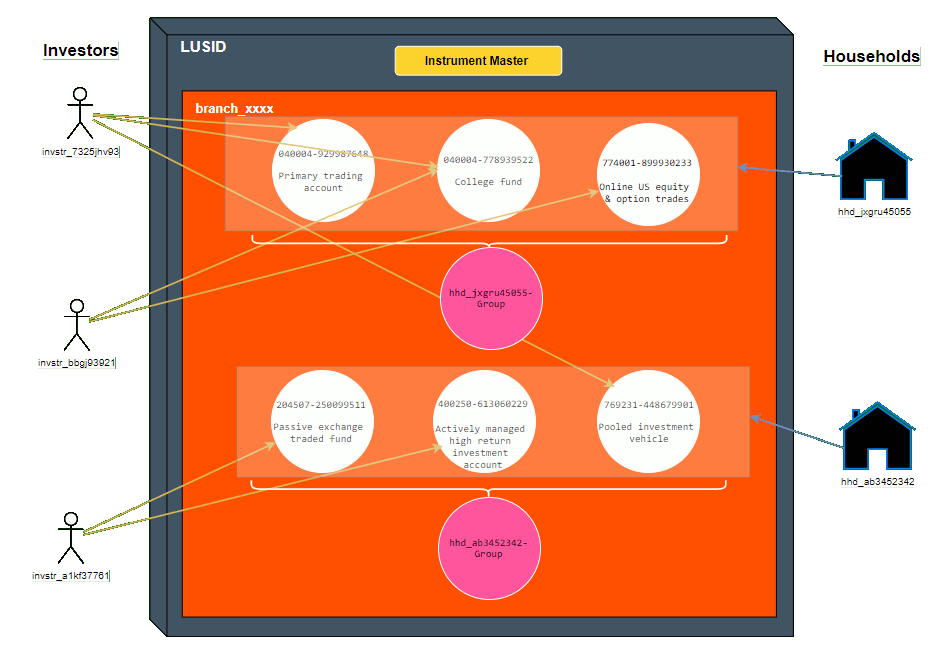 Investors
LUSID
Instrument Master
Households
branch_xxxx
invstr_7325jhv93
040004-929987648
Primary trading
account
040004-778939522
College fund
774001-899930233
Online US equity
& option trades
hhd_jxgru45055
hhd_jxgru45055-
Group
invstr_bbgj93921
204507-250099511
Passive exchange
traded fund
400250-613060229
Actively managed
high return
investment
account
769231-448679901
Pooled investment
vehicle
hhd_ab3452342
hhd_ab3452342-
Group
invstr_a1kf37761